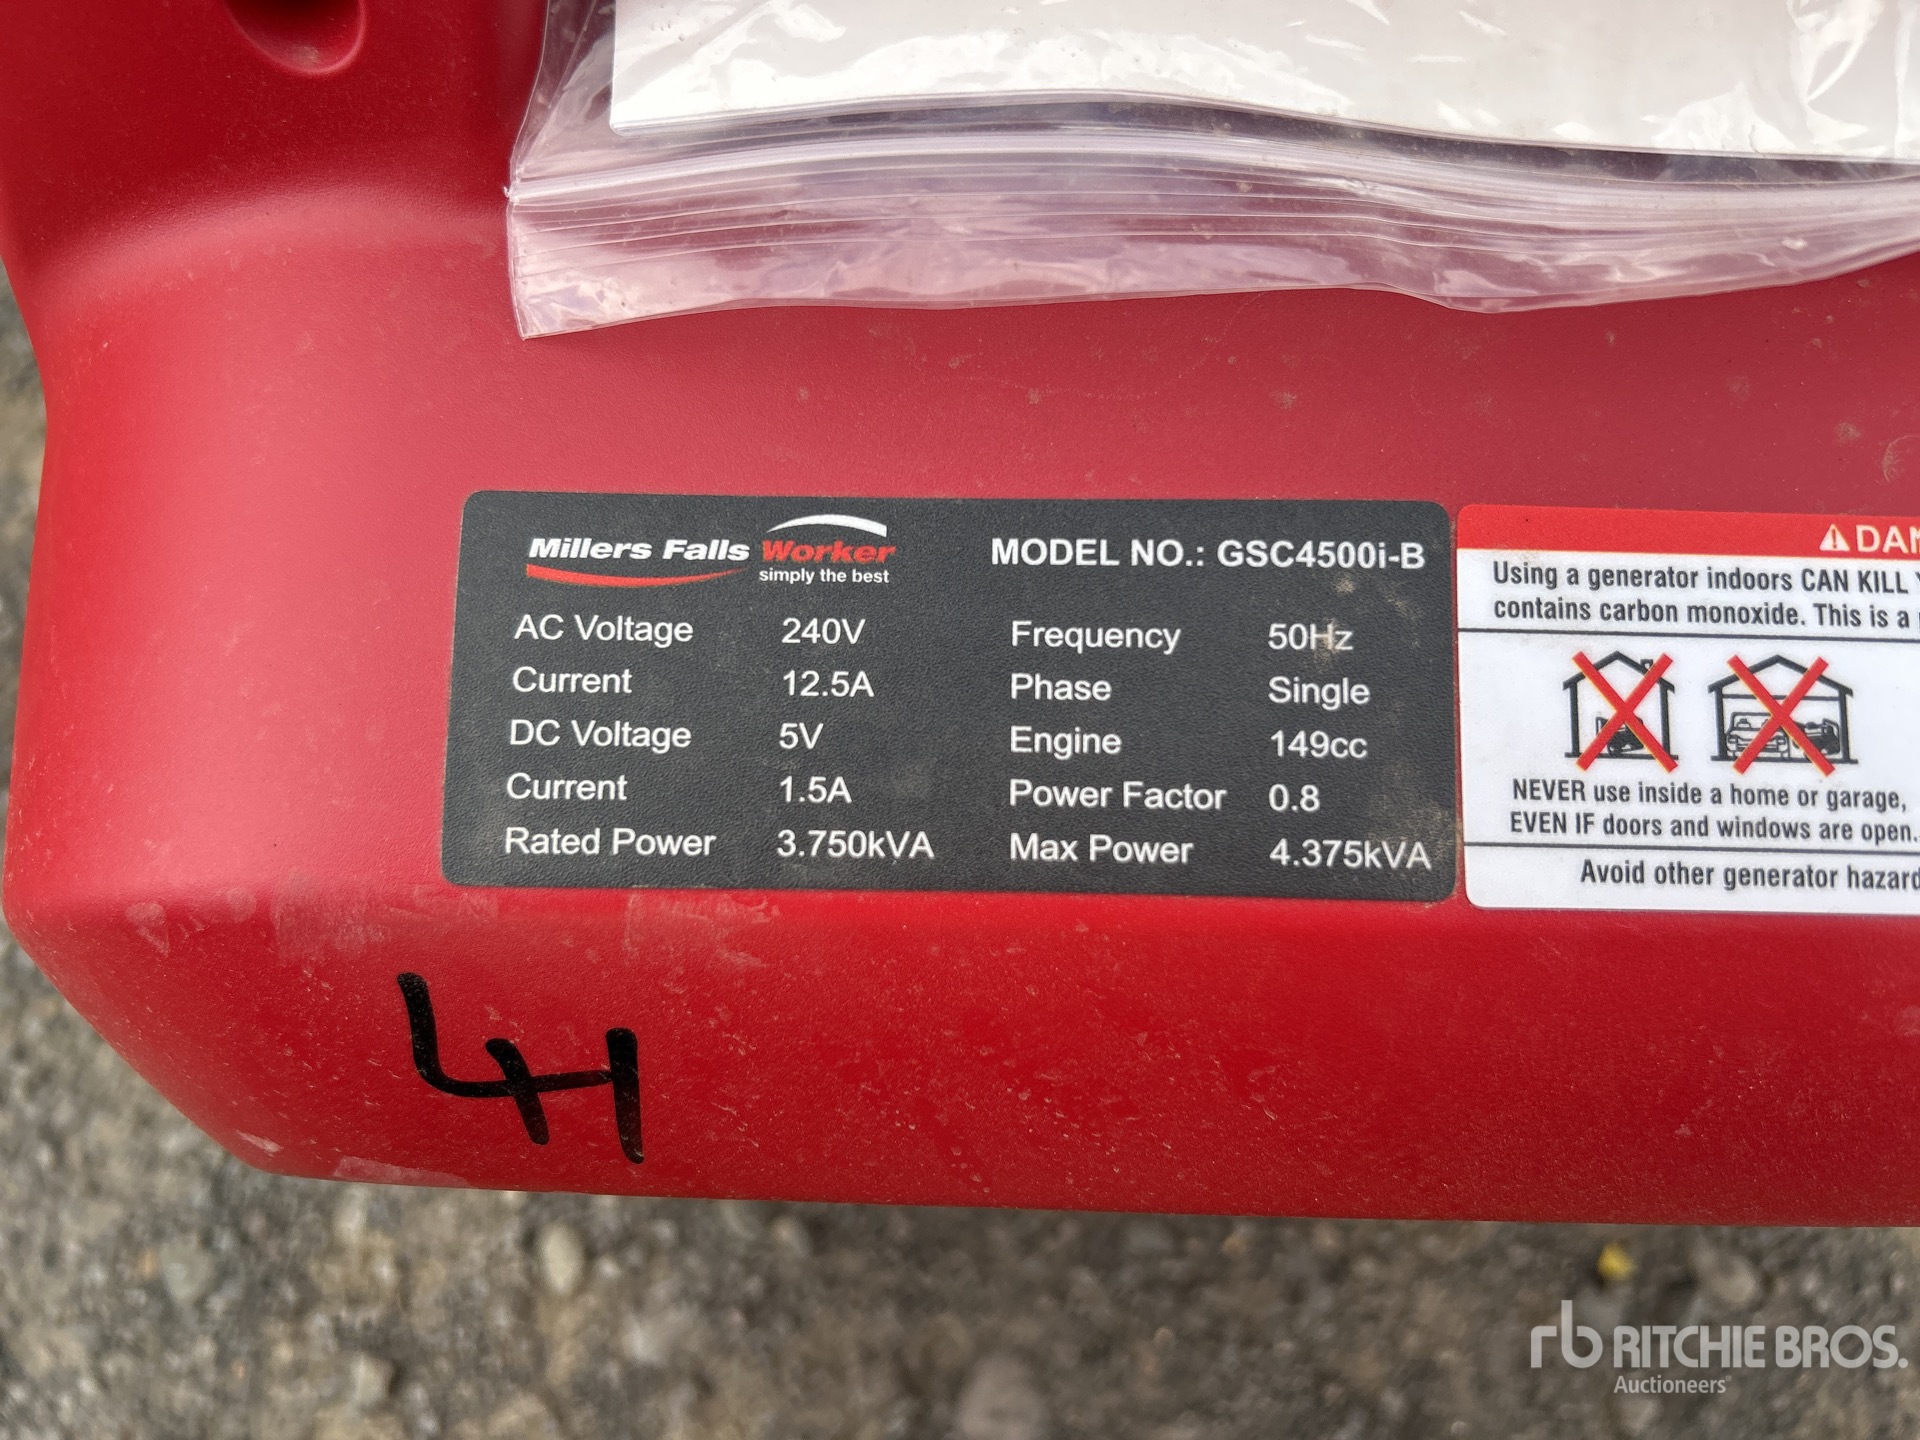 Millers Falls Worker
simply the best
MODEL NO.: GSC4500i-B
AC Voltage 240V
Current 12.5A
DC Voltage 5V
Current 1.5A
Rated Power 3.750kVA
Frequency 50Hz
Phase Single
Engine 149cc
Power Factor 0.8
Max Power 4.375kVA
Using a generator indoors CAN KILL
contains carbon monoxide. This is a
NEVER use inside a home or garage,
EVEN IF doors and windows are open.
Avoid other generator
4H
rb RITCHIE BROS.
Auctioneers